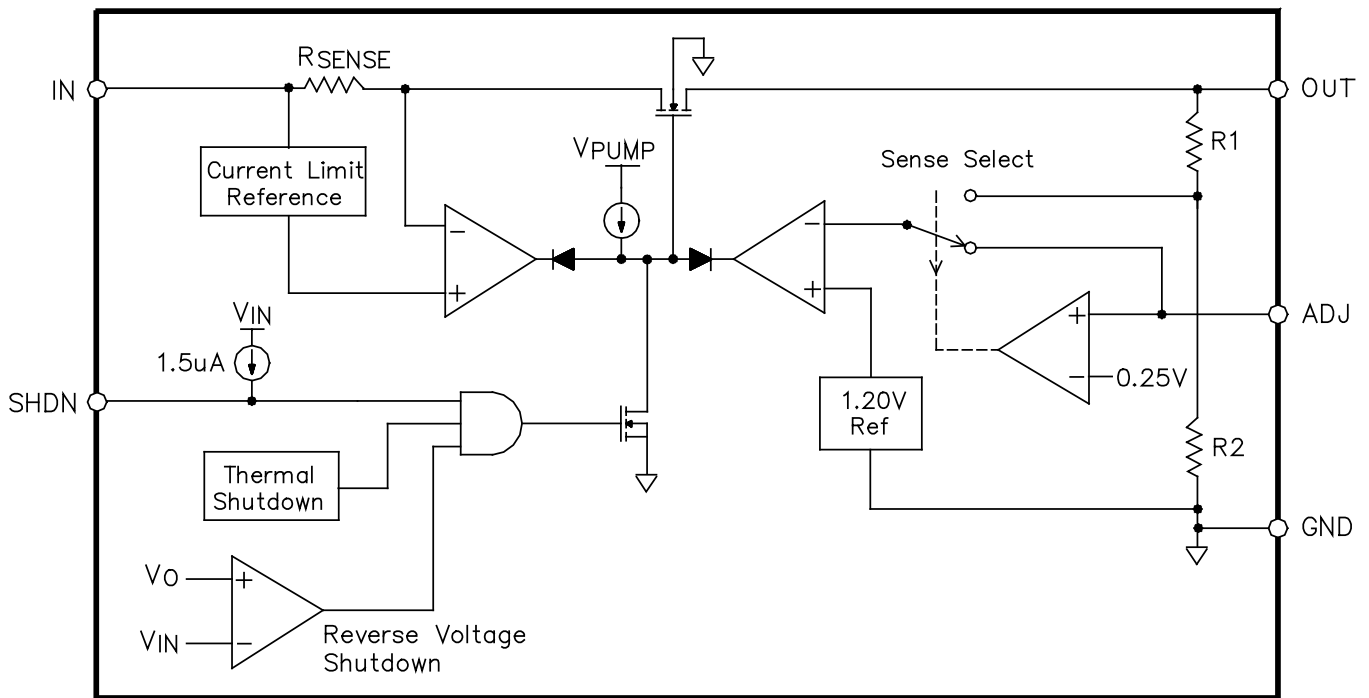 RSENSE
IN
OUT
Current Limit
Reference
VPUMP
Sense Select
R1
−
−
+
+
VIN
1.5uA
+
−
0.25V
ADJ
SHDN
1.20V
Ref
R2
Thermal
Shutdown
GND
VO
+
VIN
−
Reverse Voltage
Shutdown